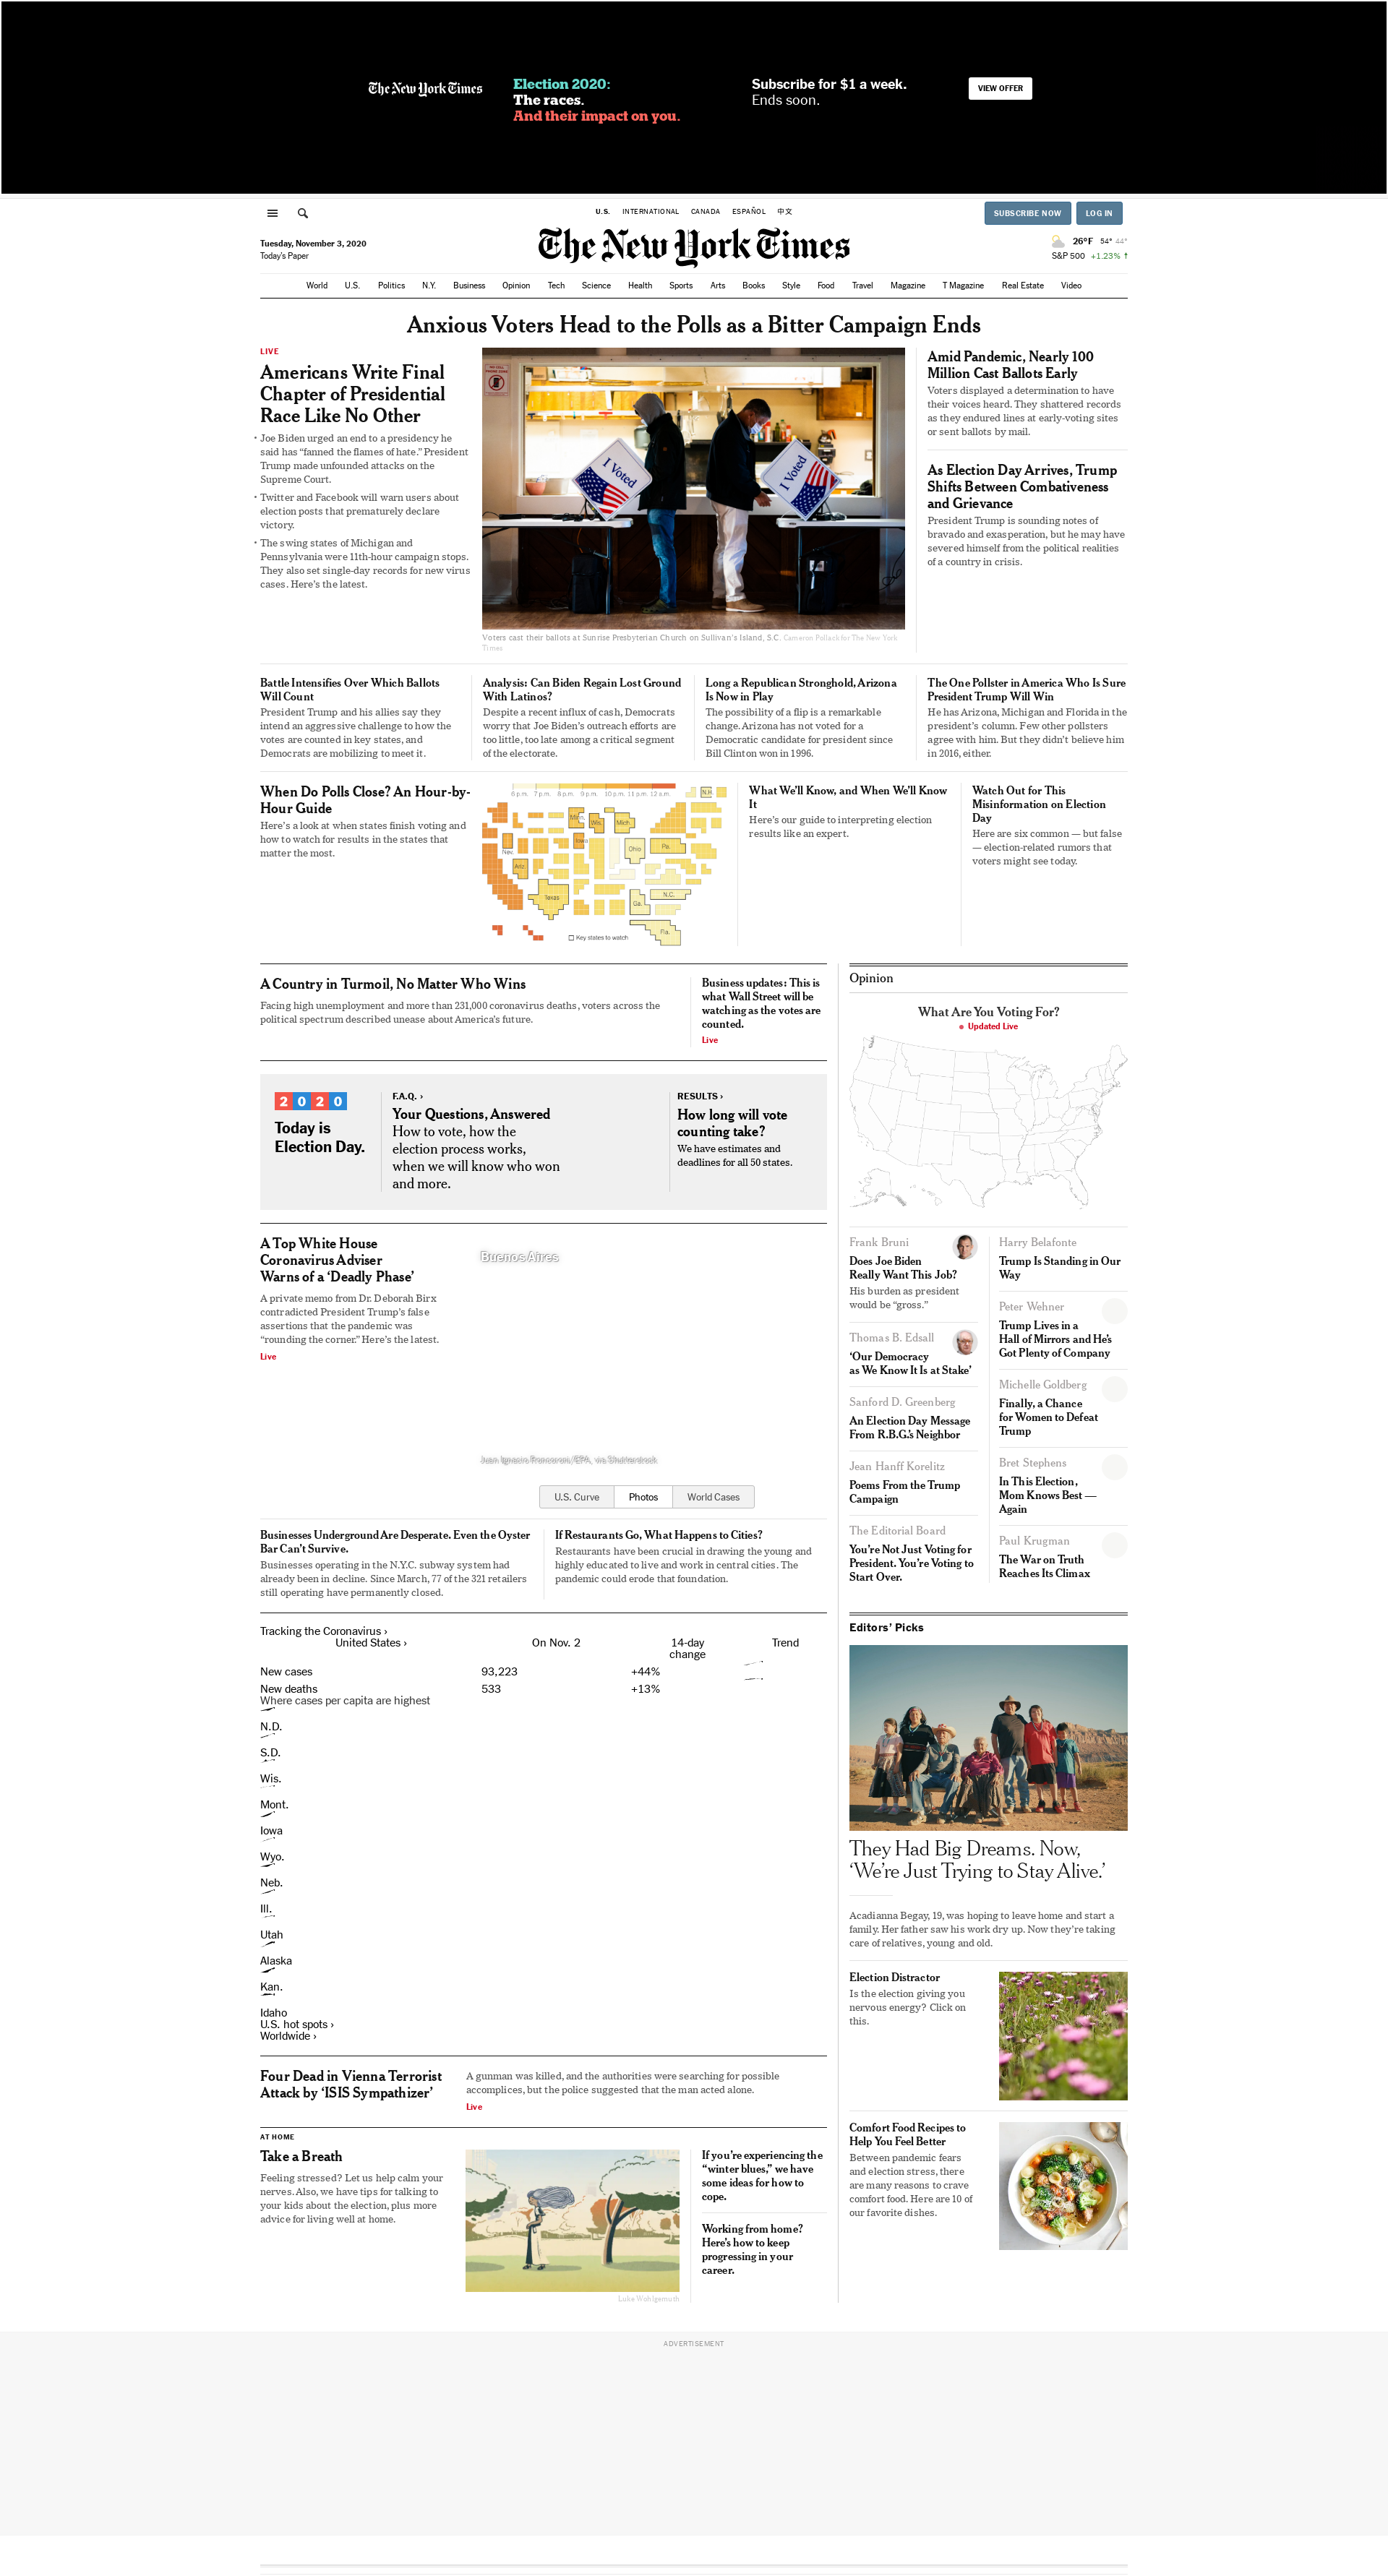 The New York Times
Election 2020:
The races.
And their impact on you.
Subscribe for $1 a week.
Ends soon.
VIEW OFFER
U.S.
INTERNATIONAL
CANADA
ESPAÑOL
中文
SUBSCRIBE NOW
LOG IN
Tuesday, November 3, 2020
Today's Paper
The New York Times
26°F 54° 44°
S&P 500 +1.23% ↑
World
U.S.
Politics
N.Y.
Business
Opinion
Tech
Science
Health
Sports
Arts
Books
Style
Food
Travel
Magazine
T Magazine
Real Estate
Video
Anxious Voters Head to the Polls as a Bitter Campaign Ends
LIVE
Americans Write Final
Chapter of Presidential
Race Like No Other
• Joe Biden urged an end to a presidency he
said has “fanned the flames of hate.” President
Trump made unfounded attacks on the
Supreme Court.
• Twitter and Facebook will warn users about
election posts that prematurely declare
victory.
• The swing states of Michigan and
Pennsylvania were 11th-hour campaign stops.
They also set single-day records for new virus
cases. Here’s the latest.
I Voted
I Voted
Voters cast their ballots at Sunrise Presbyterian Church on Sullivan's Island, S.C. Cameron Pollack for The New York
Times
Amid Pandemic, Nearly 100
Million Cast Ballots Early
Voters displayed a determination to have
their voices heard. They shattered records
as they endured lines at early-voting sites
or sent ballots by mail.
As Election Day Arrives, Trump
Shifts Between Combativeness
and Grievance
President Trump is sounding notes of
bravado and exasperation, but he may have
severed himself from the political realities
of a country in crisis.
Battle Intensifies Over Which Ballots
Will Count
President Trump and his allies say they
intend an aggressive challenge to how the
votes are counted in key states, and
Democrats are mobilizing to meet it.
Analysis: Can Biden Regain Lost Ground
With Latinos?
Despite a recent influx of cash, Democrats
worry that Joe Biden’s outreach efforts are
too little, too late among a critical segment
of the electorate.
Long a Republican Stronghold, Arizona
Is Now in Play
The possibility of a flip is a remarkable
change. Arizona has not voted for a
Democratic candidate for president since
Bill Clinton won in 1996.
The One Pollster in America Who Is Sure
President Trump Will Win
He has Arizona, Michigan and Florida in the
president’s column. Few other pollsters
agree with him. But they didn’t believe him
in 2016, either.
When Do Polls Close? An Hour-by-
Hour Guide
Here’s a look at when states finish voting and
how to watch for results in the states that
matter the most.
6 p.m. 7 p.m. 8 p.m. 9 p.m. 10 p.m. 11 p.m. 12 a.m.
N.H.
Minn.
Wis.
Mich.
Nev.
Iowa
Ohio
Pa.
Ariz.
N.C.
Texas
Ga.
Fla.
Key states to watch
What We’ll Know, and When We’ll Know
It
Here’s our guide to interpreting election
results like an expert.
Watch Out for This
Misinformation on Election
Day
Here are six common — but false
— election-related rumors that
voters might see today.
A Country in Turmoil, No Matter Who Wins
Facing high unemployment and more than 231,000 coronavirus deaths, voters across the
political spectrum described unease about America’s future.
Business updates: This is
what Wall Street will be
watching as the votes are
counted.
Live
2020
Today is
Election Day.
F.A.Q. ›
Your Questions, Answered
How to vote, how the
election process works,
when we will know who won
and more.
RESULTS ›
How long will vote
counting take?
We have estimates and
deadlines for all 50 states.
A Top White House
Coronavirus Adviser
Warns of a ‘Deadly Phase’
A private memo from Dr. Deborah Birx
contradicted President Trump’s false
assertions that the pandemic was
“rounding the corner.” Here’s the latest.
Live
Buenos Aires
Juan Ignacio Roncoroni/EPA, via Shutterstock
U.S. Curve
Photos
World Cases
Businesses Underground Are Desperate. Even the Oyster
Bar Can’t Survive.
Businesses operating in the N.Y.C. subway system had
already been in decline. Since March, 77 of the 321 retailers
still operating have permanently closed.
If Restaurants Go, What Happens to Cities?
Restaurants have been crucial in drawing the young and
highly educated to live and work in central cities. The
pandemic could erode that foundation.
Tracking the Coronavirus ›
United States › On Nov. 2 14-day
change Trend
New cases 93,223 +44%
New deaths 533 +13%
Where cases per capita are highest
N.D.
S.D.
Wis.
Mont.
Iowa
Wyo.
Neb.
Ill.
Utah
Alaska
Kan.
Idaho
U.S. hot spots ›
Worldwide ›
Four Dead in Vienna Terrorist
Attack by ‘ISIS Sympathizer’
A gunman was killed, and the authorities were searching for possible
accomplices, but the police suggested that the man acted alone.
Live
AT HOME
Take a Breath
Feeling stressed? Let us help calm your
nerves. Also, we have tips for talking to
your kids about the election, plus more
advice for living well at home.
Luke Wohlgemuth
If you’re experiencing the
“winter blues,” we have
some ideas for how to
cope.
Working from home?
Here’s how to keep
progressing in your
career.
Opinion
What Are You Voting For?
Updated Live
Frank Bruni
Does Joe Biden
Really Want This Job?
His burden as president
would be “gross.”
Thomas B. Edsall
‘Our Democracy
as We Know It Is at Stake’
Sanford D. Greenberg
An Election Day Message
From R.B.G.’s Neighbor
Jean Hanff Korelitz
Poems From the Trump
Campaign
The Editorial Board
You’re Not Just Voting for
President. You’re Voting to
Start Over.
Harry Belafonte
Trump Is Standing in Our
Way
Peter Wehner
Trump Lives in a
Hall of Mirrors and He’s
Got Plenty of Company
Michelle Goldberg
Finally, a Chance
for Women to Defeat
Trump
Bret Stephens
In This Election,
Mom Knows Best —
Again
Paul Krugman
The War on Truth
Reaches Its Climax
Editors’ Picks
They Had Big Dreams. Now,
‘We’re Just Trying to Stay Alive.’
Acadianna Begay, 19, was hoping to leave home and start a
family. Her father saw his work dry up. Now they’re taking
care of relatives, young and old.
Election Distractor
Is the election giving you
nervous energy? Click on
this.
Comfort Food Recipes to
Help You Feel Better
Between pandemic fears
and election stress, there
are many reasons to crave
comfort food. Here are 10 of
our favorite dishes.
ADVERTISEMENT